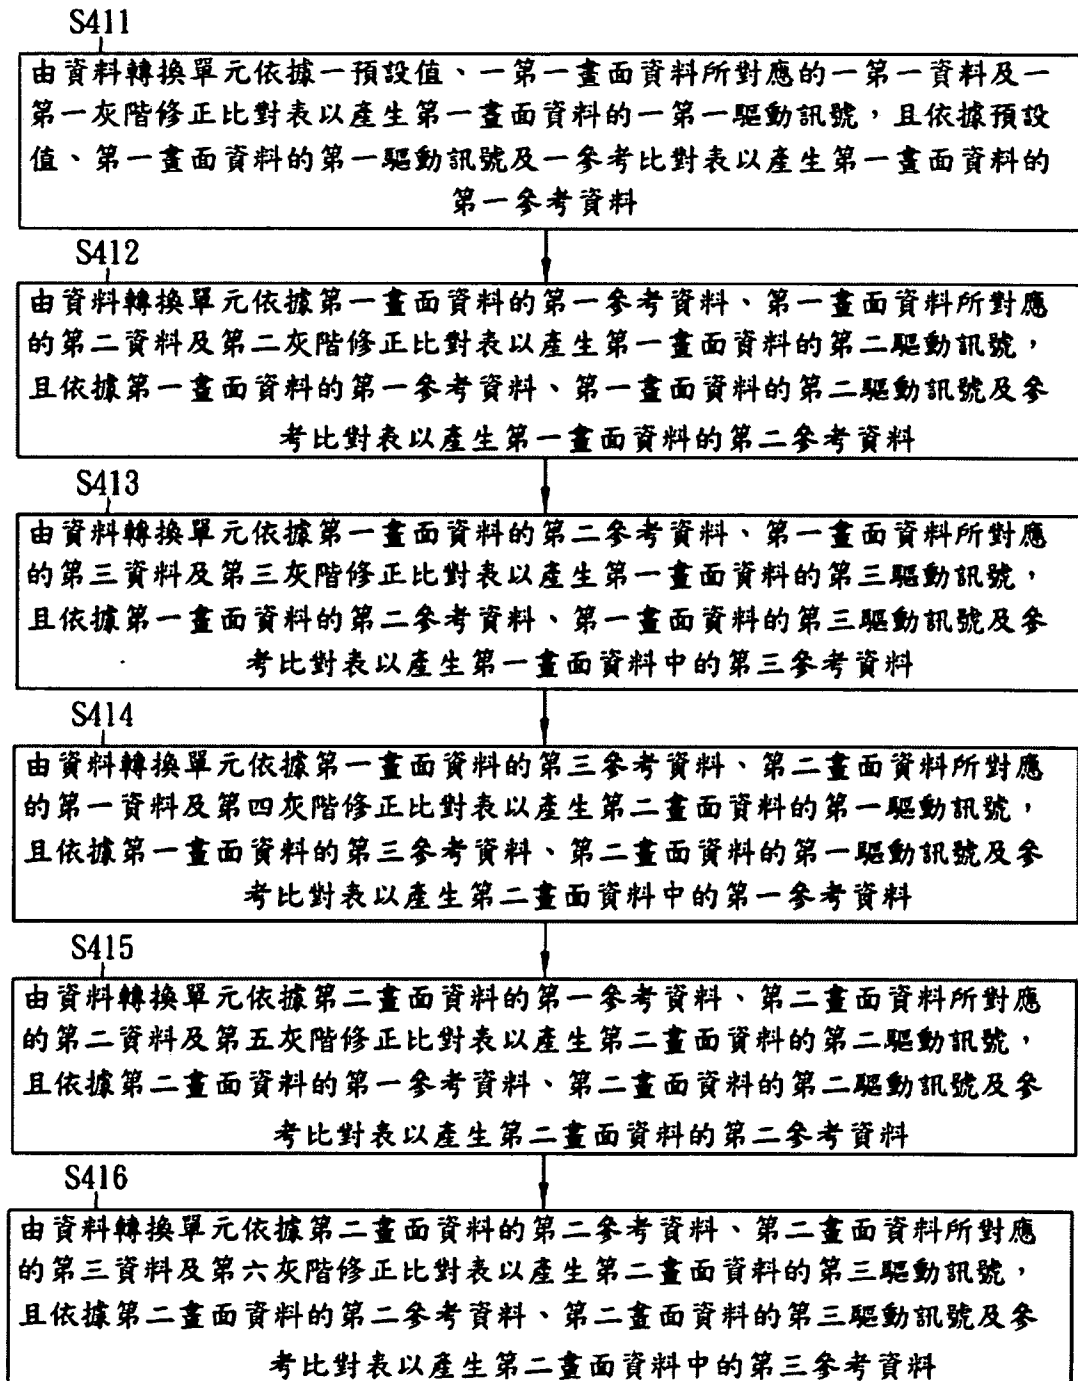 S411
由資料轉換單元依據一預設值、一第一畫面資料所對應的一第一資料及一
第一灰階修正比對表以產生第一畫面資料的一第一驅動訊號，且依據預設
值、第一畫面資料的第一驅動訊號及一參考比對表以產生第一畫面資料的
第一參考資料
S412
由資料轉換單元依據第一畫面資料的第一參考資料、第一畫面資料所對應
的第二資料及第二灰階修正比對表以產生第一畫面資料的第二驅動訊號，
且依據第一畫面資料的第一參考資料、第一畫面資料的第二驅動訊號及參
考比對表以產生第一畫面資料的第二參考資料
S413
由資料轉換單元依據第一畫面資料的第二參考資料、第一畫面資料所對應
的第三資料及第三灰階修正比對表以產生第一畫面資料的第三驅動訊號，
且依據第一畫面資料的第二參考資料、第一畫面資料的第三驅動訊號及參
考比對表以產生第一畫面資料中的第三參考資料
S414
由資料轉換單元依據第一畫面資料的第三參考資料、第二畫面資料所對應
的第一資料及第四灰階修正比對表以產生第二畫面資料的第一驅動訊號，
且依據第一畫面資料的第三參考資料、第二畫面資料的第一驅動訊號及參
考比對表以產生第二畫面資料中的第一參考資料
S415
由資料轉換單元依據第二畫面資料的第一參考資料、第二畫面資料所對應
的第二資料及第五灰階修正比對表以產生第二畫面資料的第二驅動訊號，
且依據第二畫面資料的第一參考資料、第二畫面資料的第二驅動訊號及參
考比對表以產生第二畫面資料的第二參考資料
S416
由資料轉換單元依據第二畫面資料的第二參考資料、第二畫面資料所對應
的第三資料及第六灰階修正比對表以產生第二畫面資料的第三驅動訊號，
且依據第二畫面資料的第二參考資料、第二畫面資料的第三驅動訊號及參
考比對表以產生第二畫面資料中的第三參考資料